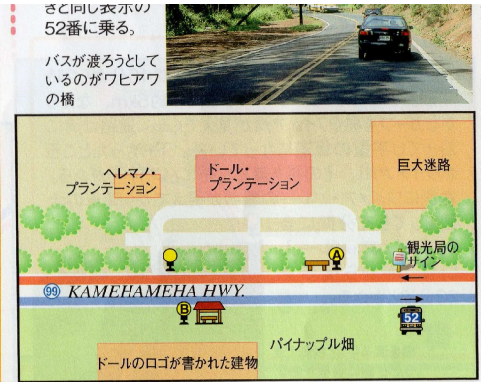 さと同じ表示の
52番に乗る。
バスが渡ろうとして
いるのがワヒアワ
の橋
ヘレマノ・
プランテーション
ドール・
プランテーション
巨大迷路
観光局の
サイン
A
99 KAMEHAMEHA HWY.
B
52
パイナップル畑
ドールのロゴが書かれた建物